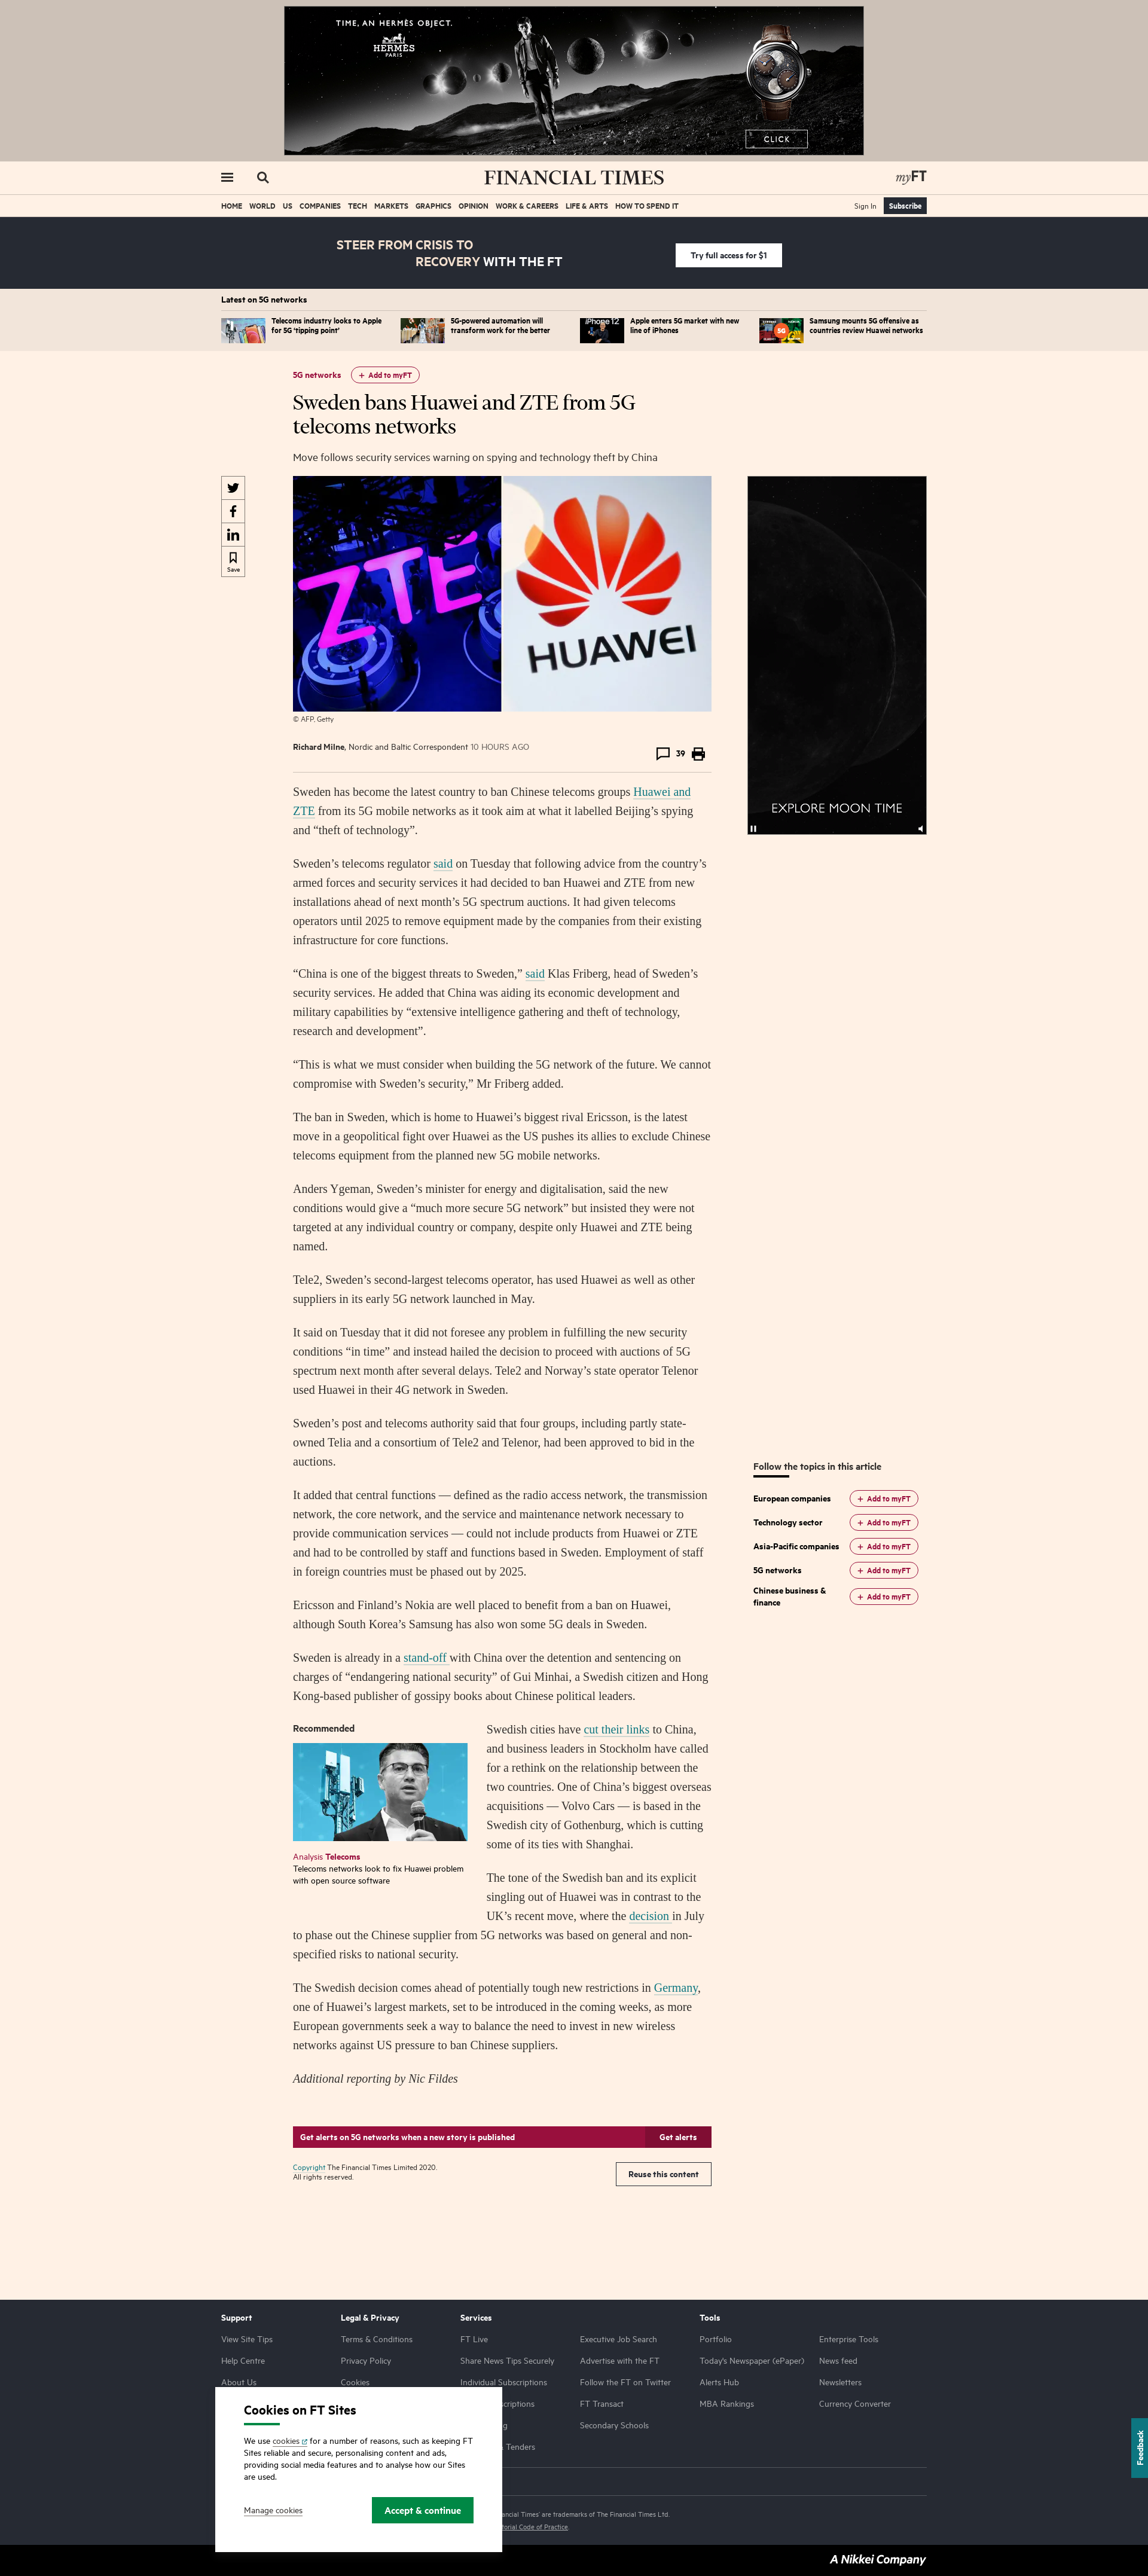 TIME, AN HERMÈS OBJECT.
HERMÈS
PARIS
CLICK
FINANCIAL TIMES
myFT
HOME WORLD US COMPANIES TECH MARKETS GRAPHICS OPINION WORK & CAREERS LIFE & ARTS HOW TO SPEND IT
Sign In Subscribe
STEER FROM CRISIS TO
RECOVERY WITH THE FT
Try full access for $1
Latest on 5G networks
Telecoms industry looks to Apple
for 5G ‘tipping point’
5G-powered automation will
transform work for the better
iPhone 12
Apple enters 5G market with new
line of iPhones
5G
Samsung mounts 5G offensive as
countries review Huawei networks
5G networks + Add to myFT
Sweden bans Huawei and ZTE from 5G
telecoms networks
Move follows security services warning on spying and technology theft by China
Save
ZTE
HUAWEI
© AFP, Getty
Richard Milne, Nordic and Baltic Correspondent 10 HOURS AGO
39
EXPLORE MOON TIME
Sweden has become the latest country to ban Chinese telecoms groups Huawei and
ZTE from its 5G mobile networks as it took aim at what it labelled Beijing’s spying
and “theft of technology”.
Sweden’s telecoms regulator said on Tuesday that following advice from the country’s
armed forces and security services it had decided to ban Huawei and ZTE from new
installations ahead of next month’s 5G spectrum auctions. It had given telecoms
operators until 2025 to remove equipment made by the companies from their existing
infrastructure for core functions.
“China is one of the biggest threats to Sweden,” said Klas Friberg, head of Sweden’s
security services. He added that China was aiding its economic development and
military capabilities by “extensive intelligence gathering and theft of technology,
research and development”.
“This is what we must consider when building the 5G network of the future. We cannot
compromise with Sweden’s security,” Mr Friberg added.
The ban in Sweden, which is home to Huawei’s biggest rival Ericsson, is the latest
move in a geopolitical fight over Huawei as the US pushes its allies to exclude Chinese
telecoms equipment from the planned new 5G mobile networks.
Anders Ygeman, Sweden’s minister for energy and digitalisation, said the new
conditions would give a “much more secure 5G network” but insisted they were not
targeted at any individual country or company, despite only Huawei and ZTE being
named.
Tele2, Sweden’s second-largest telecoms operator, has used Huawei as well as other
suppliers in its early 5G network launched in May.
It said on Tuesday that it did not foresee any problem in fulfilling the new security
conditions “in time” and instead hailed the decision to proceed with auctions of 5G
spectrum next month after several delays. Tele2 and Norway’s state operator Telenor
used Huawei in their 4G network in Sweden.
Sweden’s post and telecoms authority said that four groups, including partly state-
owned Telia and a consortium of Tele2 and Telenor, had been approved to bid in the
auctions.
It added that central functions — defined as the radio access network, the transmission
network, the core network, and the service and maintenance network necessary to
provide communication services — could not include products from Huawei or ZTE
and had to be controlled by staff and functions based in Sweden. Employment of staff
in foreign countries must be phased out by 2025.
Ericsson and Finland’s Nokia are well placed to benefit from a ban on Huawei,
although South Korea’s Samsung has also won some 5G deals in Sweden.
Sweden is already in a stand-off with China over the detention and sentencing on
charges of “endangering national security” of Gui Minhai, a Swedish citizen and Hong
Kong-based publisher of gossipy books about Chinese political leaders.
Follow the topics in this article
European companies + Add to myFT
Technology sector + Add to myFT
Asia-Pacific companies + Add to myFT
5G networks + Add to myFT
Chinese business &
finance + Add to myFT
Recommended
Analysis Telecoms
Telecoms networks look to fix Huawei problem
with open source software
Swedish cities have cut their links to China,
and business leaders in Stockholm have called
for a rethink on the relationship between the
two countries. One of China’s biggest overseas
acquisitions — Volvo Cars — is based in the
Swedish city of Gothenburg, which is cutting
some of its ties with Shanghai.
The tone of the Swedish ban and its explicit
singling out of Huawei was in contrast to the
UK’s recent move, where the decision in July
to phase out the Chinese supplier from 5G networks was based on general and non-
specified risks to national security.
The Swedish decision comes ahead of potentially tough new restrictions in Germany,
one of Huawei’s largest markets, set to be introduced in the coming weeks, as more
European governments seek a way to balance the need to invest in new wireless
networks against US pressure to ban Chinese suppliers.
Additional reporting by Nic Fildes
Get alerts on 5G networks when a new story is published Get alerts
Copyright The Financial Times Limited 2020.
All rights reserved.
Reuse this content
Support Legal & Privacy Services Tools
View Site Tips Terms & Conditions FT Live Executive Job Search Portfolio Enterprise Tools
Help Centre Privacy Policy Share News Tips Securely Advertise with the FT Today's Newspaper (ePaper) News feed
About Us Cookies Individual Subscriptions Follow the FT on Twitter Alerts Hub Newsletters
criptions FT Transact MBA Rankings Currency Converter
g Secondary Schools
Tenders
Cookies on FT Sites
We use cookies for a number of reasons, such as keeping FT
Sites reliable and secure, personalising content and ads,
providing social media features and to analyse how our Sites
are used.
Manage cookies Accept & continue
Feedback
ancial Times' are trademarks of The Financial Times Ltd.
torial Code of Practice.
A Nikkei Company